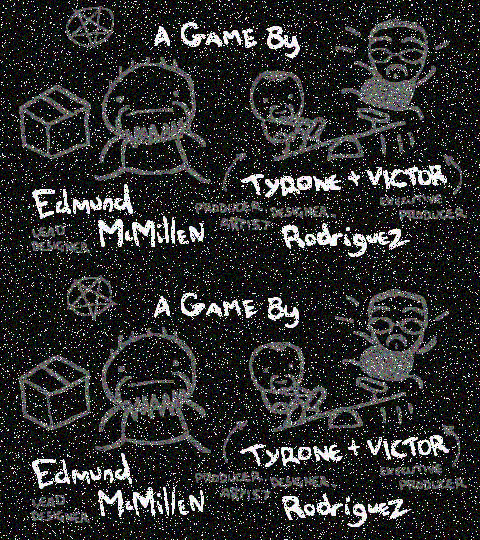 A GAME By
TYRONE + VICTOR
Edmund
PRODUCER, DESIGNER,
EXECUTIVE
ARTIST
PRODUCER
LEAD
McMillEN
Rodriguez
DESIGNER
A GAME By
TYRONE + VICTOR
Edmund
PRODUCER, DESIGNER,
EXECUTIVE
ARTIST
PRODUCER
LEAD
McMillEN
Rodriguez
DESIGNER